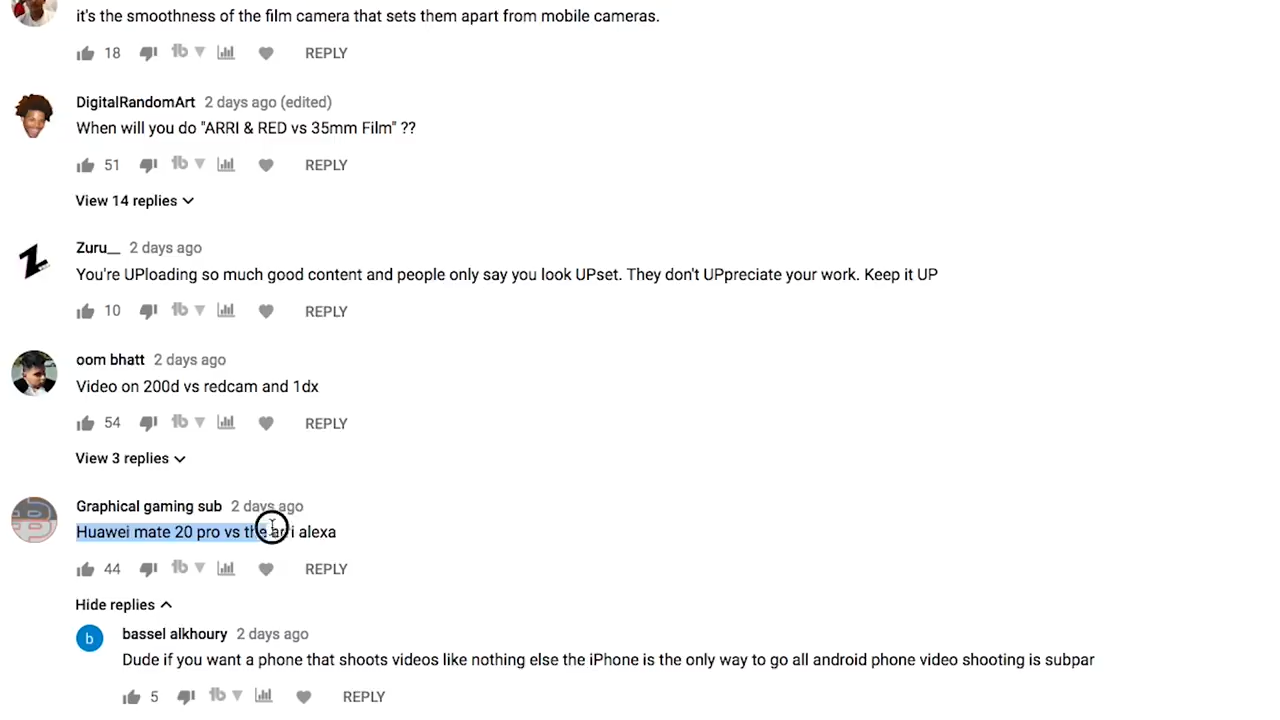 it's the smoothness of the film camera that sets them apart from mobile cameras.
18 REPLY
DigitalRandomArt 2 days ago (edited)
When will you do "ARRI & RED vs 35mm Film" ??
51 REPLY
View 14 replies
Zuru__ 2 days ago
You're UPloading so much good content and people only say you look UPset. They don't UPpreciate your work. Keep it UP
10 REPLY
oom bhatt 2 days ago
Video on 200d vs redcam and 1dx
54 REPLY
View 3 replies
Graphical gaming sub 2 days ago
Huawei mate 20 pro vs the arri alexa
44 REPLY
Hide replies
b bassel alkhoury 2 days ago
Dude if you want a phone that shoots videos like nothing else the iPhone is the only way to go all android phone video shooting is subpar
5 REPLY